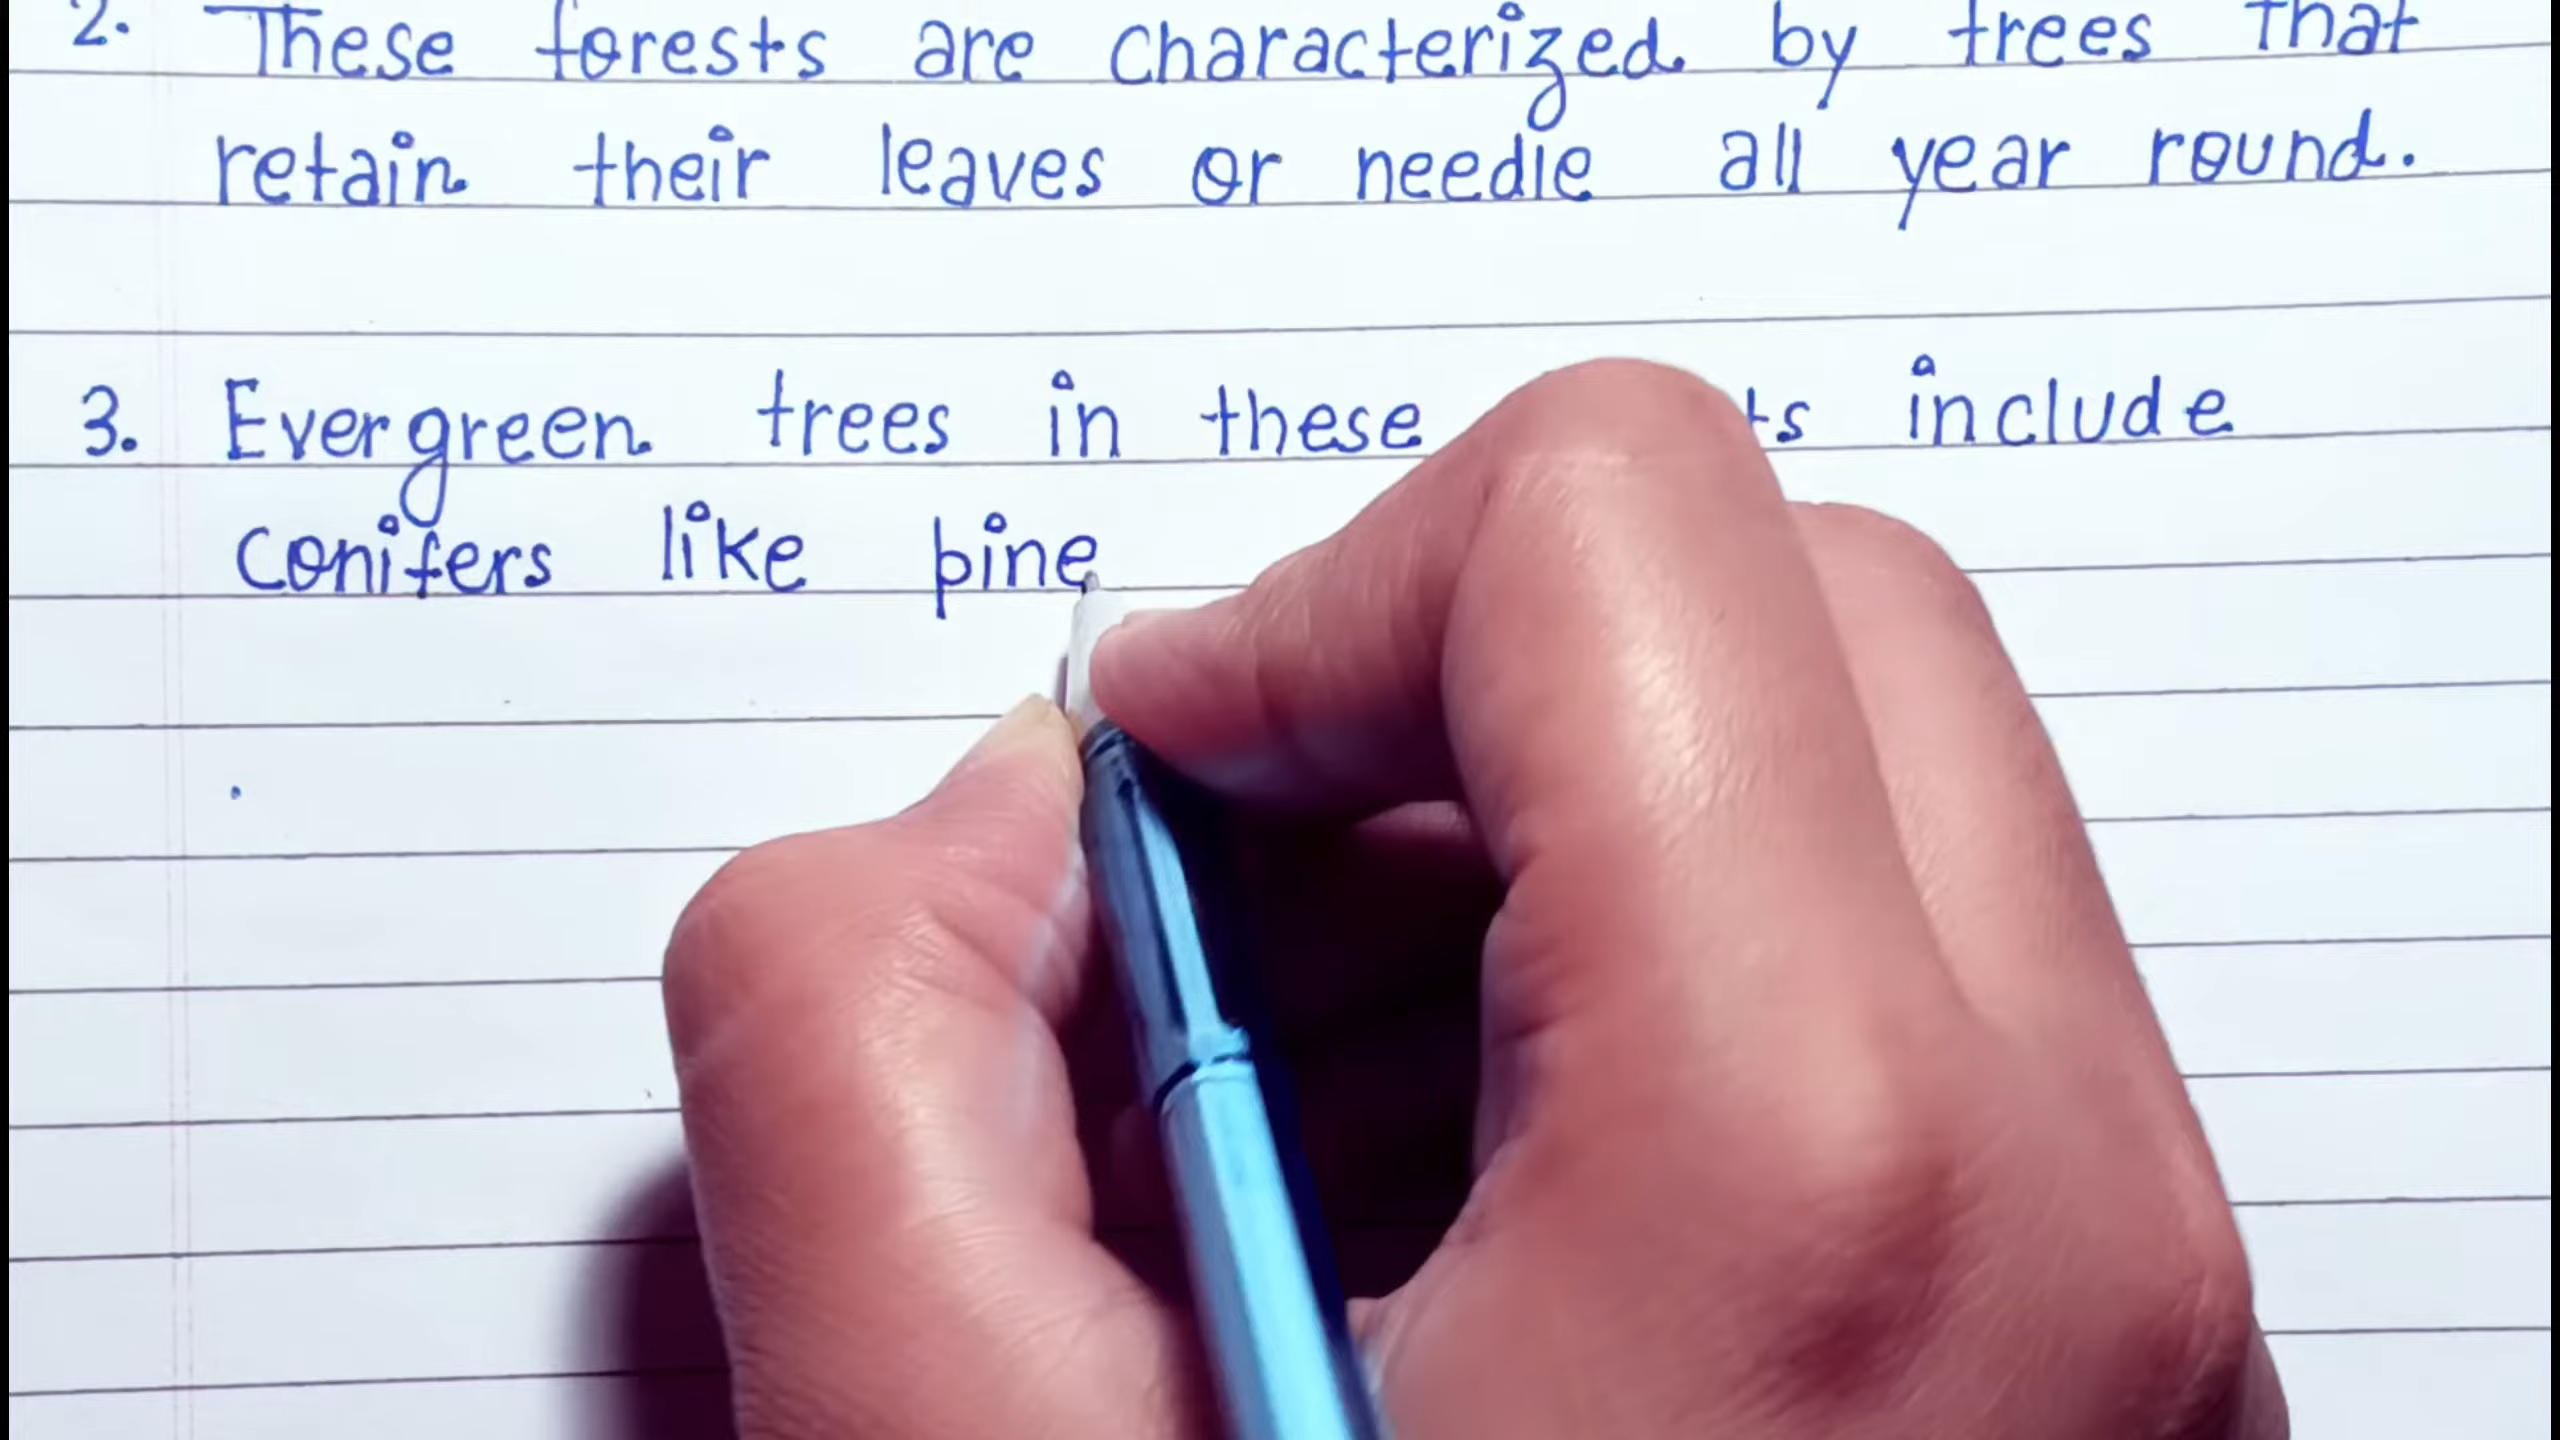 2. These forests are characterized by trees that
retain their leaves or needle all year round.
3. Evergreen trees in these include
conifers like pine